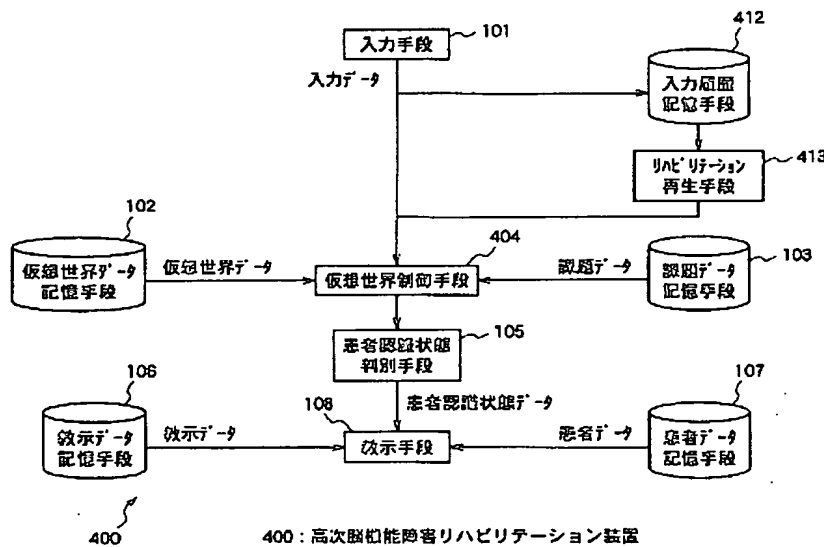 101
入力手段
入力データ
412
入力履歴
記憶手段
413
リハビリテーション
再生手段
102
仮想世界データ
記憶手段
仮想世界データ
404
仮想世界制御手段
課題データ
103
課題データ
記憶手段
105
患者認識状態
判別手段
106
教示データ
記憶手段
教示データ
患者認識状態データ
108
教示手段
患者データ
107
患者データ
記憶手段
400
400:高次脳機能障害リハビリテーション装置